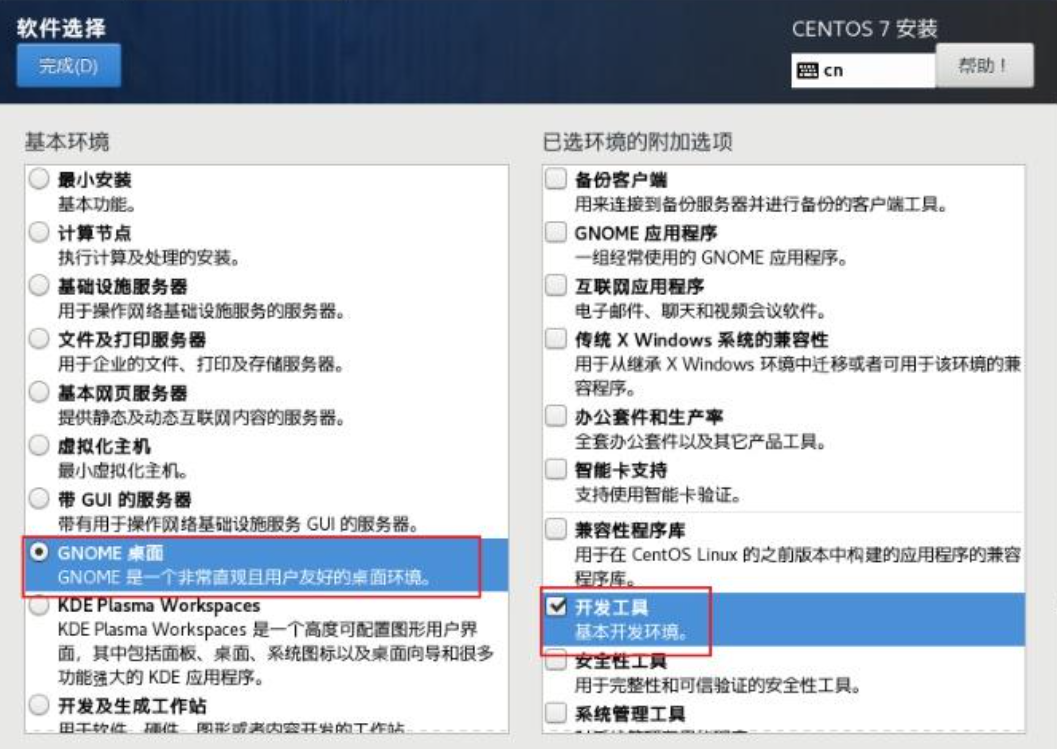 软件选择
完成(D)
CENTOS 7 安装
cn
帮助！
基本环境
最小安装
基本功能。
计算节点
执行计算及处理的安装。
基础设施服务器
用于操作网络基础设施服务的服务器。
文件及打印服务器
用于企业的文件、打印及存储服务器。
基本网页服务器
提供静态及动态互联网内容的服务器。
虚拟化主机
最小虚拟化主机。
带 GUI 的服务器
带有用于操作网络基础设施服务 GUI 的服务器。
GNOME 桌面
GNOME 是一个非常直观且用户友好的桌面环境。
KDE Plasma Workspaces
KDE Plasma Workspaces 是一个高度可配置图形用户界
面，其中包括面板、桌面、系统图标以及桌面向导和很多
功能强大的 KDE 应用程序。
开发及生成工作站
用于软件、硬件、图形或者内容开发的工作站
已选环境的附加选项
备份客户端
用来连接到备份服务器并进行备份的客户端工具。
GNOME 应用程序
一组经常使用的 GNOME 应用程序。
互联网应用程序
电子邮件、聊天和视频会议软件。
传统 X Windows 系统的兼容性
用于从继承 X Windows 环境中迁移或者可用于该环境的兼
容程序。
办公套件和生产率
全套办公套件以及其它产品工具。
智能卡支持
支持使用智能卡验证。
兼容性程序库
用于在 CentOS Linux 的之前版本中构建的应用程序的兼容
程序库。
开发工具
基本开发环境。
安全性工具
用于完整性和可信验证的安全性工具。
系统管理工具